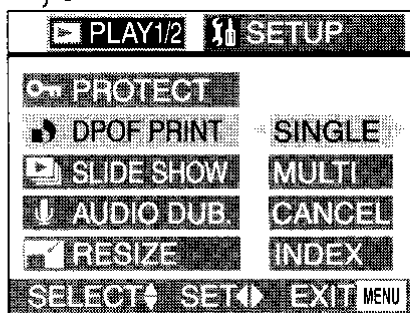 PLAY1/2 SETUP
PROTECT
DPOF PRINT SINGLE
SLIDE SHOW MULTI
AUDIO DUB. CANCEL
RESIZE INDEX
SELECT SET EXIT MENU